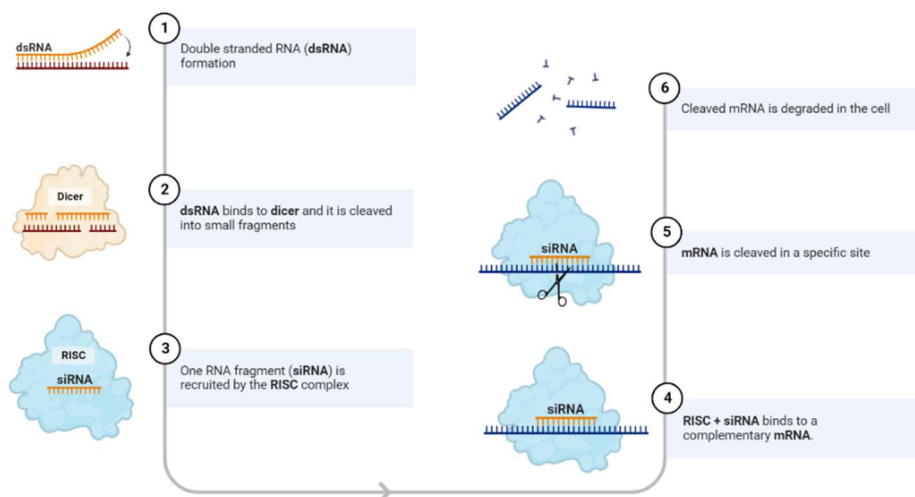 dsRNA
1
Double stranded RNA (dsRNA)
formation
Dicer
2
dsRNA binds to dicer and it is cleaved
into small fragments
RISC
siRNA
3
One RNA fragment (siRNA) is
recruited by the RISC complex
siRNA
4
RISC + siRNA binds to a
complementary mRNA.
siRNA
5
mRNA is cleaved in a specific site
6
Cleaved mRNA is degraded in the cell